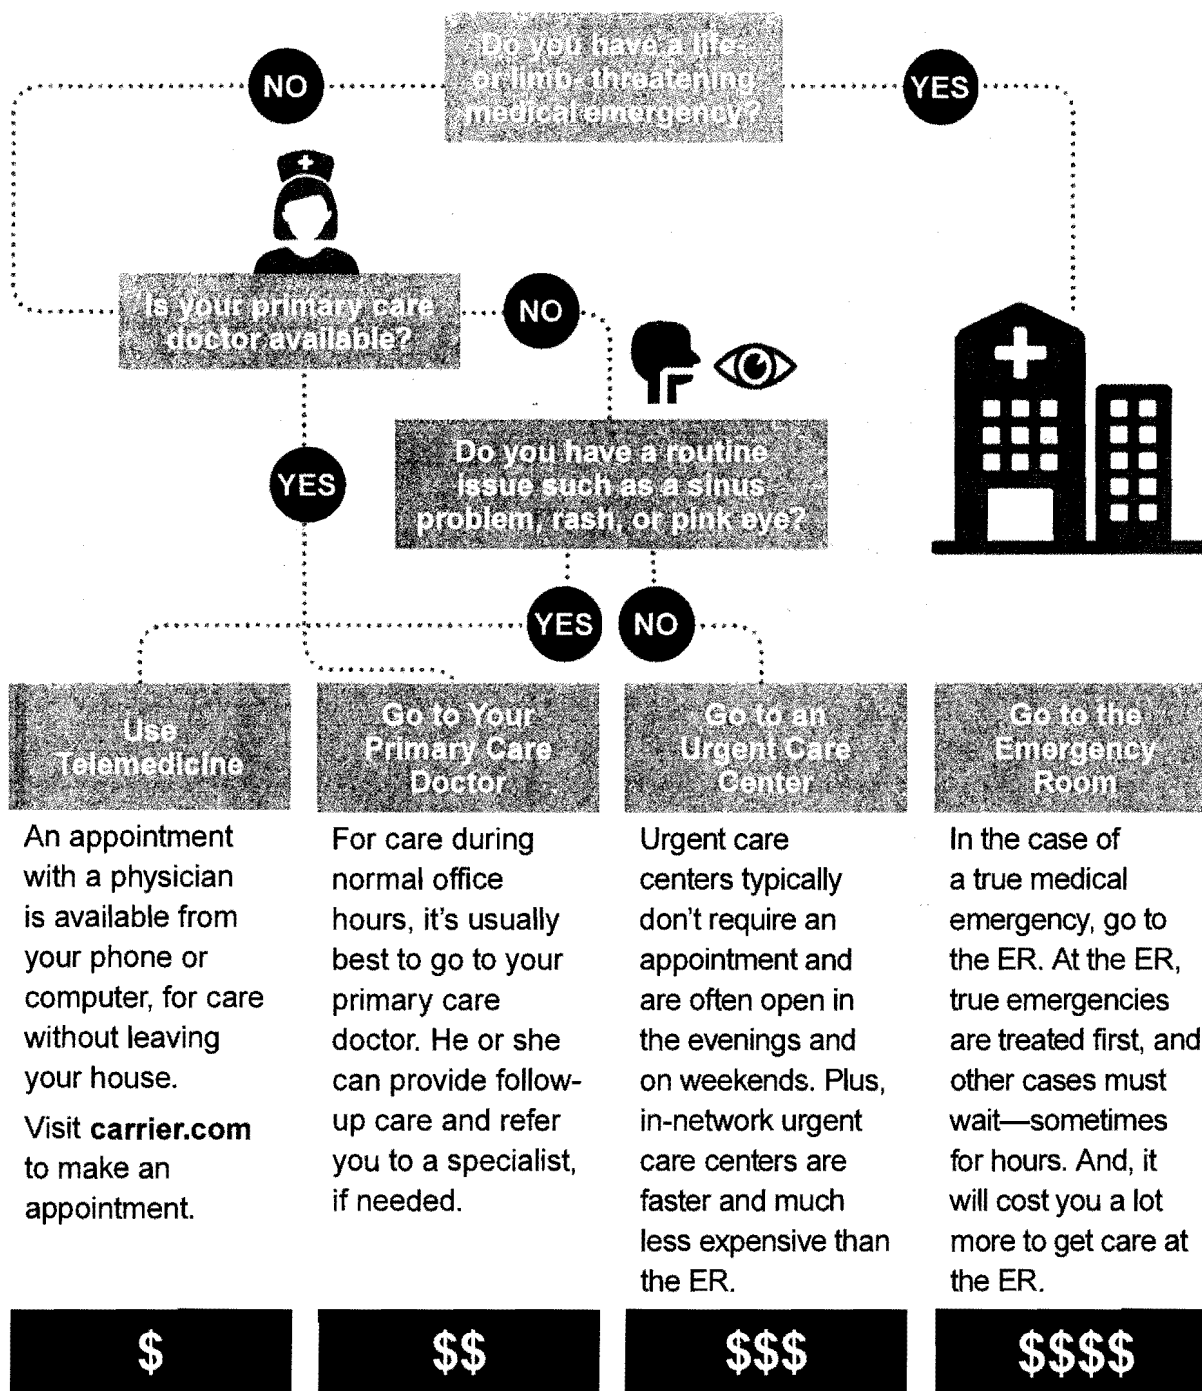 Do you have a life-
or limb- threatening
medical emergency?
NO
YES
Is your primary care
doctor available?
NO
YES
Do you have a routine
issue such as a sinus
problem, rash, or pink eye?
YES
NO
Use
Telemedicine
An appointment
with a physician
is available from
your phone or
computer, for care
without leaving
your house.
Visit carrier.com
to make an
appointment.
$
Go to Your
Primary Care
Doctor
For care during
normal office
hours, it's usually
best to go to your
primary care
doctor. He or she
can provide follow-
up care and refer
you to a specialist,
if needed.
$$
Go to an
Urgent Care
Center
Urgent care
centers typically
don't require an
appointment and
are often open in
the evenings and
on weekends. Plus,
in-network urgent
care centers are
faster and much
less expensive than
the ER.
$$$
Go to the
Emergency
Room
In the case of
a true medical
emergency, go to
the ER. At the ER,
true emergencies
are treated first, and
other cases must
wait—sometimes
for hours. And, it
will cost you a lot
more to get care at
the ER.
$$$$